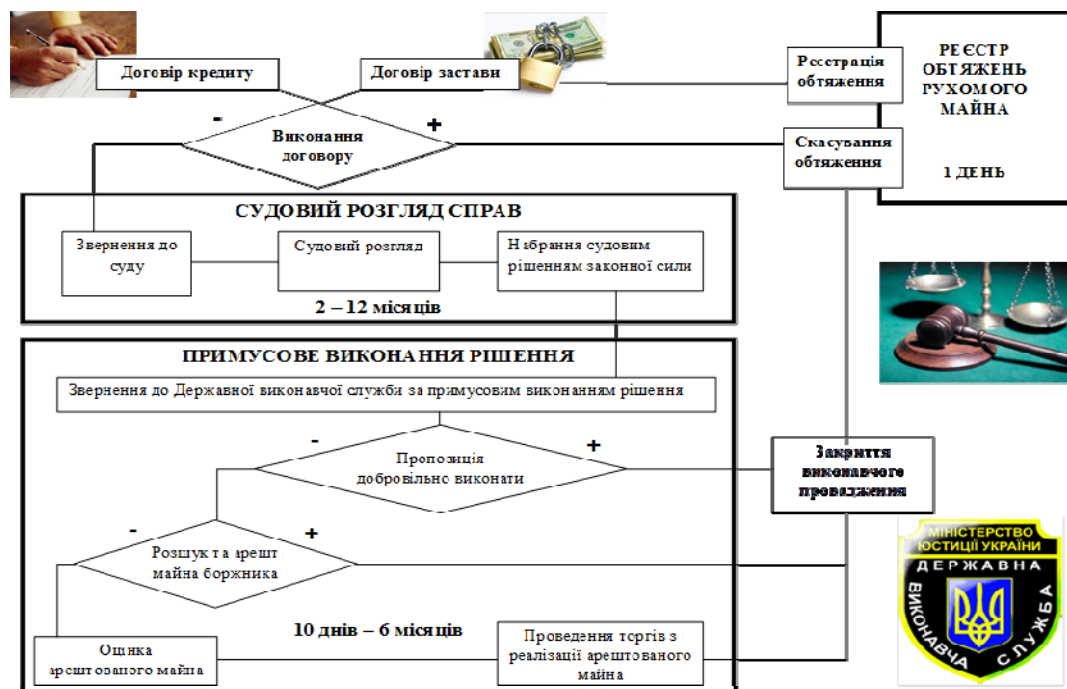 Договір кредиту
Договір застави
Реєстрація
обтяження
РЕЄСТР
ОБТЯЖЕНЬ
РУХОМОГО
МАЙНА
1 ДЕНЬ
-
+
Виконання
договору
Скасування
обтяження
СУДОВИЙ РОЗГЛЯД СПРАВ
Звернення до
суду
Судовий розгляд
Набрання судовим
рішенням законної сили
2 – 12 місяців
ПРИМУСОВЕ ВИКОНАННЯ РІШЕННЯ
Звернення до Державної виконавчої служби за примусовим виконанням рішення
-
+
Пропозиція
добровільно виконати
Закриття
виконавчого
провадження
-
+
Розшук та арешт
майна боржника
10 днів – 6 місяців
Оцінка
арештованого майна
Проведення торгів з
реалізації арештованого
майна
МІНІСТЕРСТВО
ЮСТИЦІЇ УКРАЇНИ
ДЕРЖАВНА
ВИКОНАВЧА СЛУЖБА